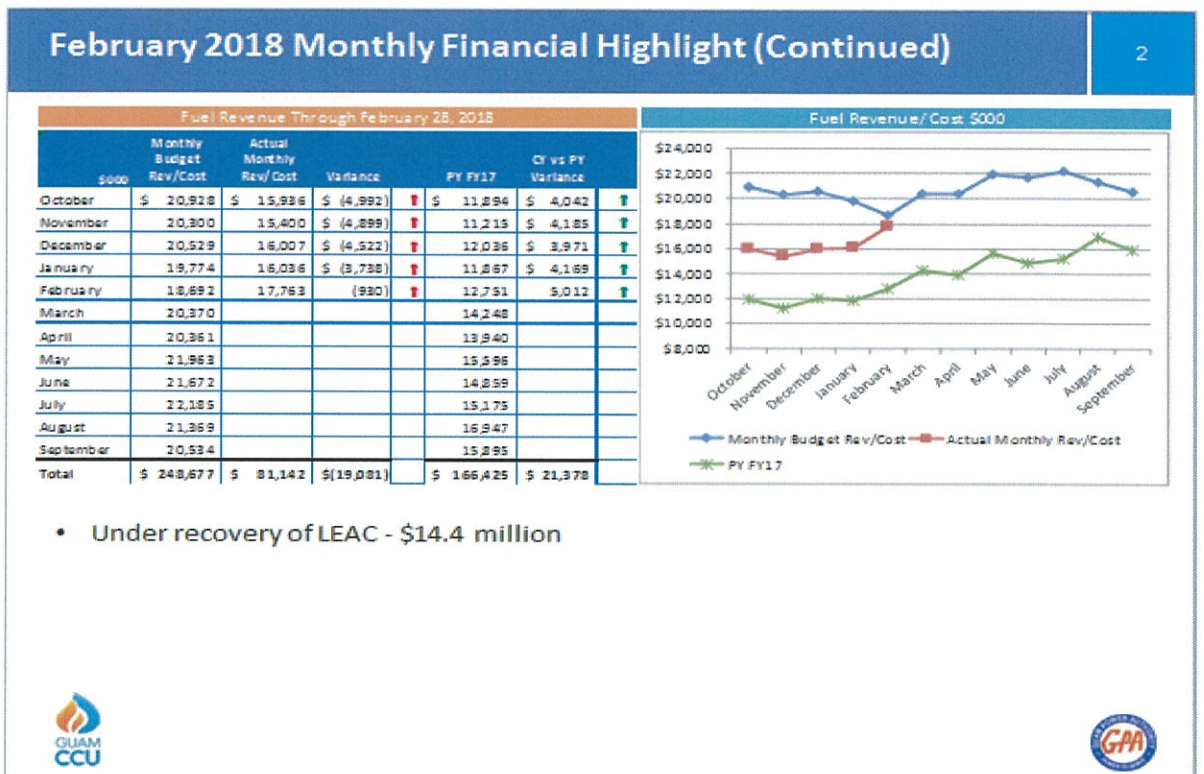 February 2018 Monthly Financial Highlight (Continued)
2
Fuel Revenue Through February 28, 2018
$000 Monthly Budget Rev/Cost Actual Monthly Rev/Cost Variance PY FY17 CY vs PY Variance
October $ 20,928 $ 15,936 $ (4,992) $ 11,894 $ 4,042
November 20,300 15,400 $ (4,899) 11,215 $ 4,185
December 20,529 16,007 $ (4,522) 12,036 $ 3,971
January 19,774 16,036 $ (3,738) 11,867 $ 4,169
February 18,692 17,763 (930) 12,751 5,012
March 20,370 14,248
April 20,361 13,940
May 21,963 15,596
June 21,672 14,859
July 22,185 15,175
August 21,369 16,947
September 20,534 15,895
Total $ 248,677 $ 81,142 $(19,081) $ 166,425 $ 21,378
Fuel Revenue/ Cost $000
$24,000
$22,000
$20,000
$18,000
$16,000
$14,000
$12,000
$10,000
$8,000
October November December January February March April May June July August September
Monthly Budget Rev/Cost Actual Monthly Rev/Cost
PY FY17
• Under recovery of LEAC - $14.4 million
GUAM
CCU
GUAM POWER AUTHORITY
GPA